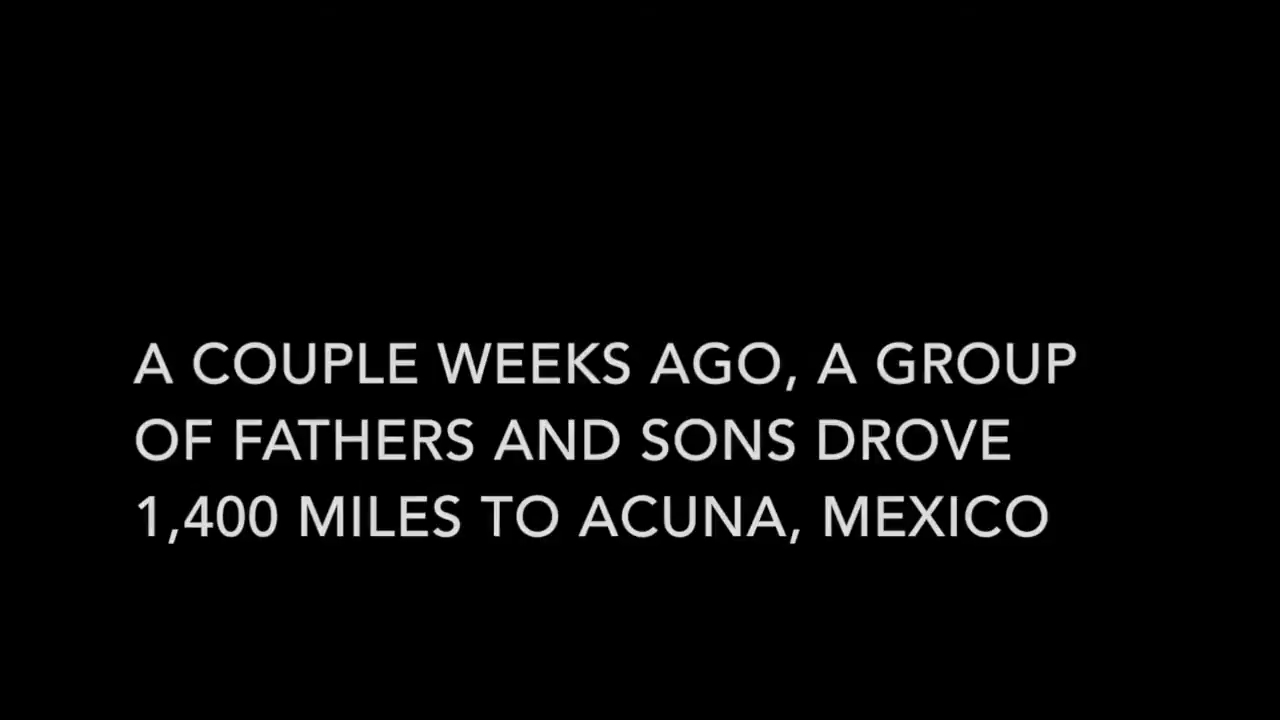 A COUPLE WEEKS AGO, A GROUP
OF FATHERS AND SONS DROVE
1,400 MILES TO ACUNA, MEXICO